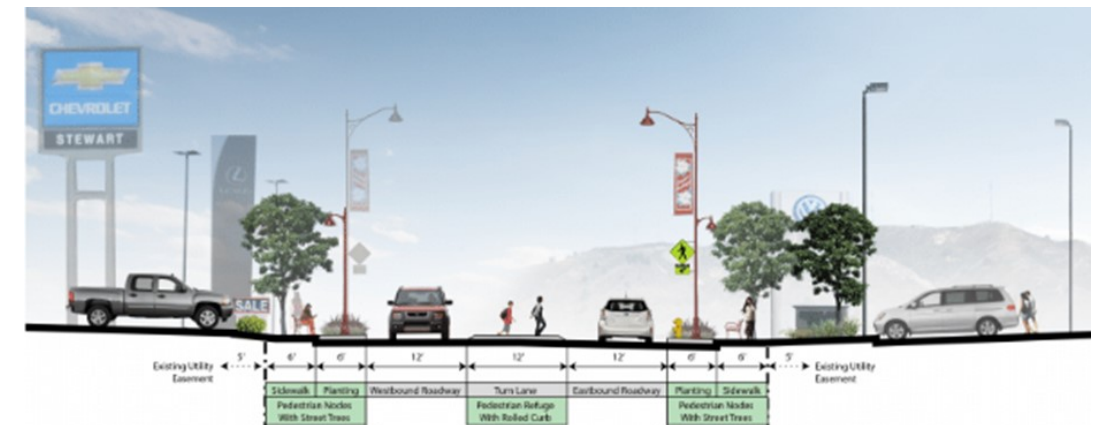 CHEVROLET
STEWART
SALE
5' 6' 6' 12' 12' 12' 6' 6' 5'
Existing Utility
Easement
Existing Utility
Easement
Sidewalk Planting Westbound Roadway Turn Lane Eastbound Roadway Planting Sidewalk
Pedestrian Nodes
With Street Trees
Pedestrian Refuge
With Rolled Curb
Pedestrian Nodes
With Street Trees